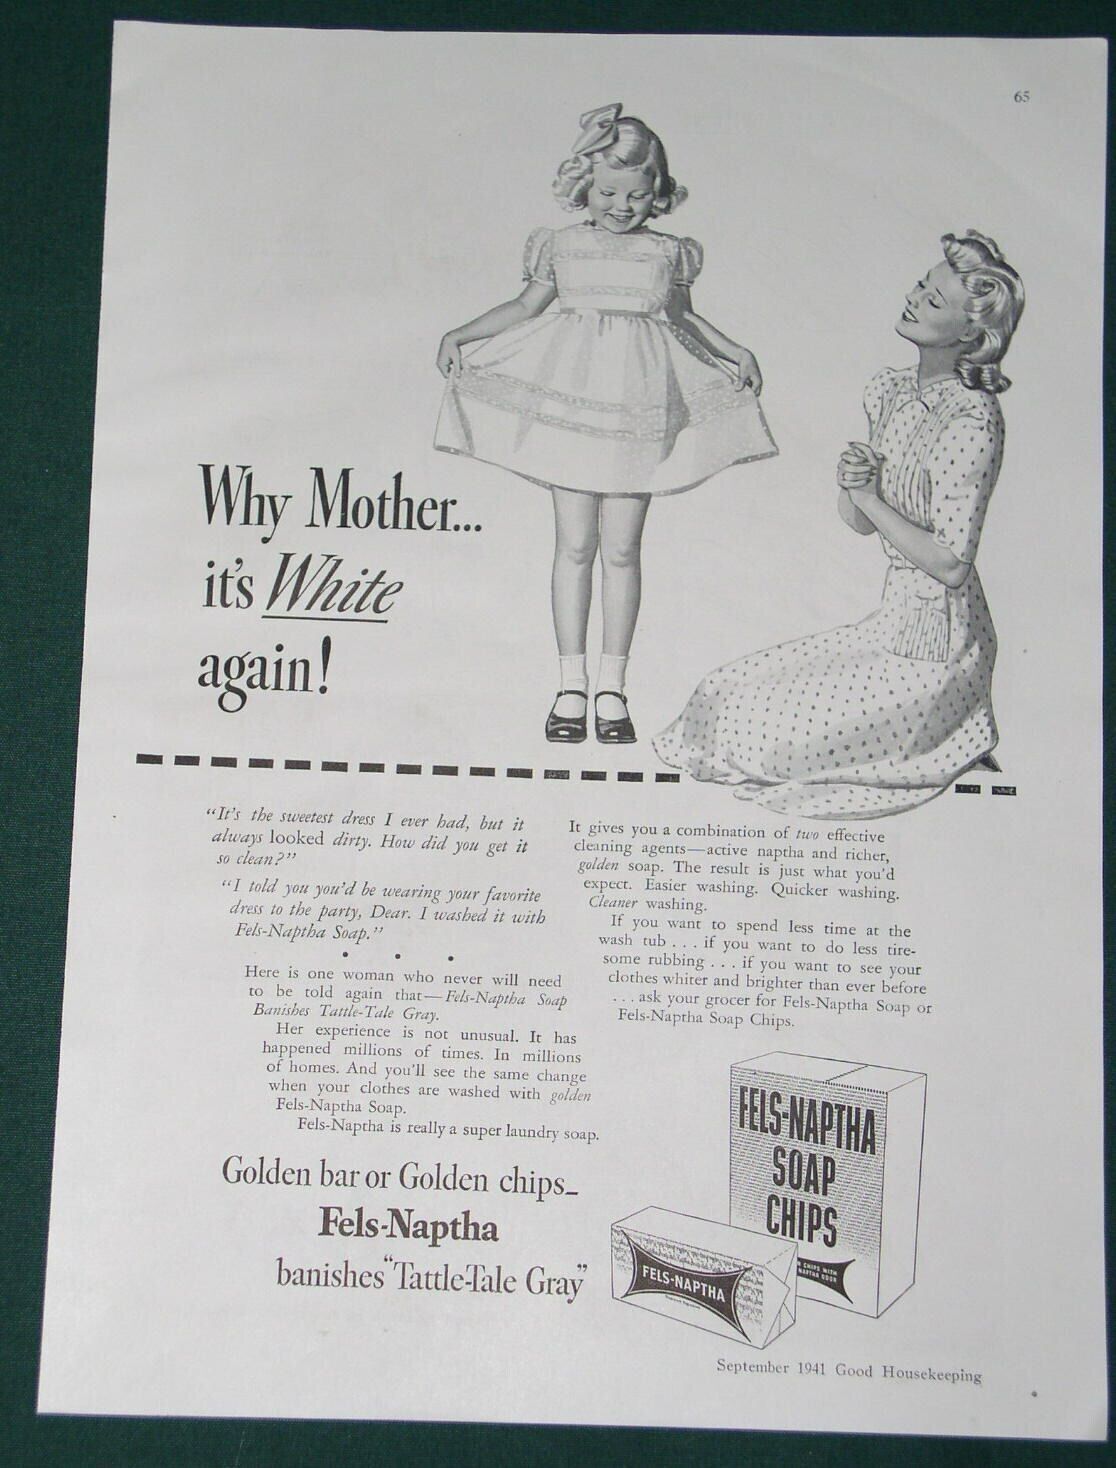 65
Why Mother...
it's White
again!
"It's the sweetest dress I ever had, but it
always looked dirty. How did you get it
so clean?"
"I told you you'd be wearing your favorite
dress to the party, Dear. I washed it with
Fels-Naptha Soap."
Here is one woman who never will need
to be told again that—Fels-Naptha Soap
Banishes Tattle-Tale Gray.
Her experience is not unusual. It has
happened millions of times. In millions
of homes. And you'll see the same change
when your clothes are washed with golden
Fels-Naptha Soap.
Fels-Naptha is really a super laundry soap.
It gives you a combination of two effective
cleaning agents—active naptha and richer,
golden soap. The result is just what you'd
expect. Easier washing. Quicker washing.
Cleaner washing.
If you want to spend less time at the
wash tub . . . if you want to do less tire-
some rubbing . . . if you want to see your
clothes whiter and brighter than ever before
. . . ask your grocer for Fels-Naptha Soap or
Fels-Naptha Soap Chips.
Golden bar or Golden chips_
Fels-Naptha
banishes "Tattle-Tale Gray"
FELS-NAPTHA
SOAP
CHIPS
CHIPS WITH
NAPTHA ODOR
FELS-NAPTHA
September 1941 Good Housekeeping